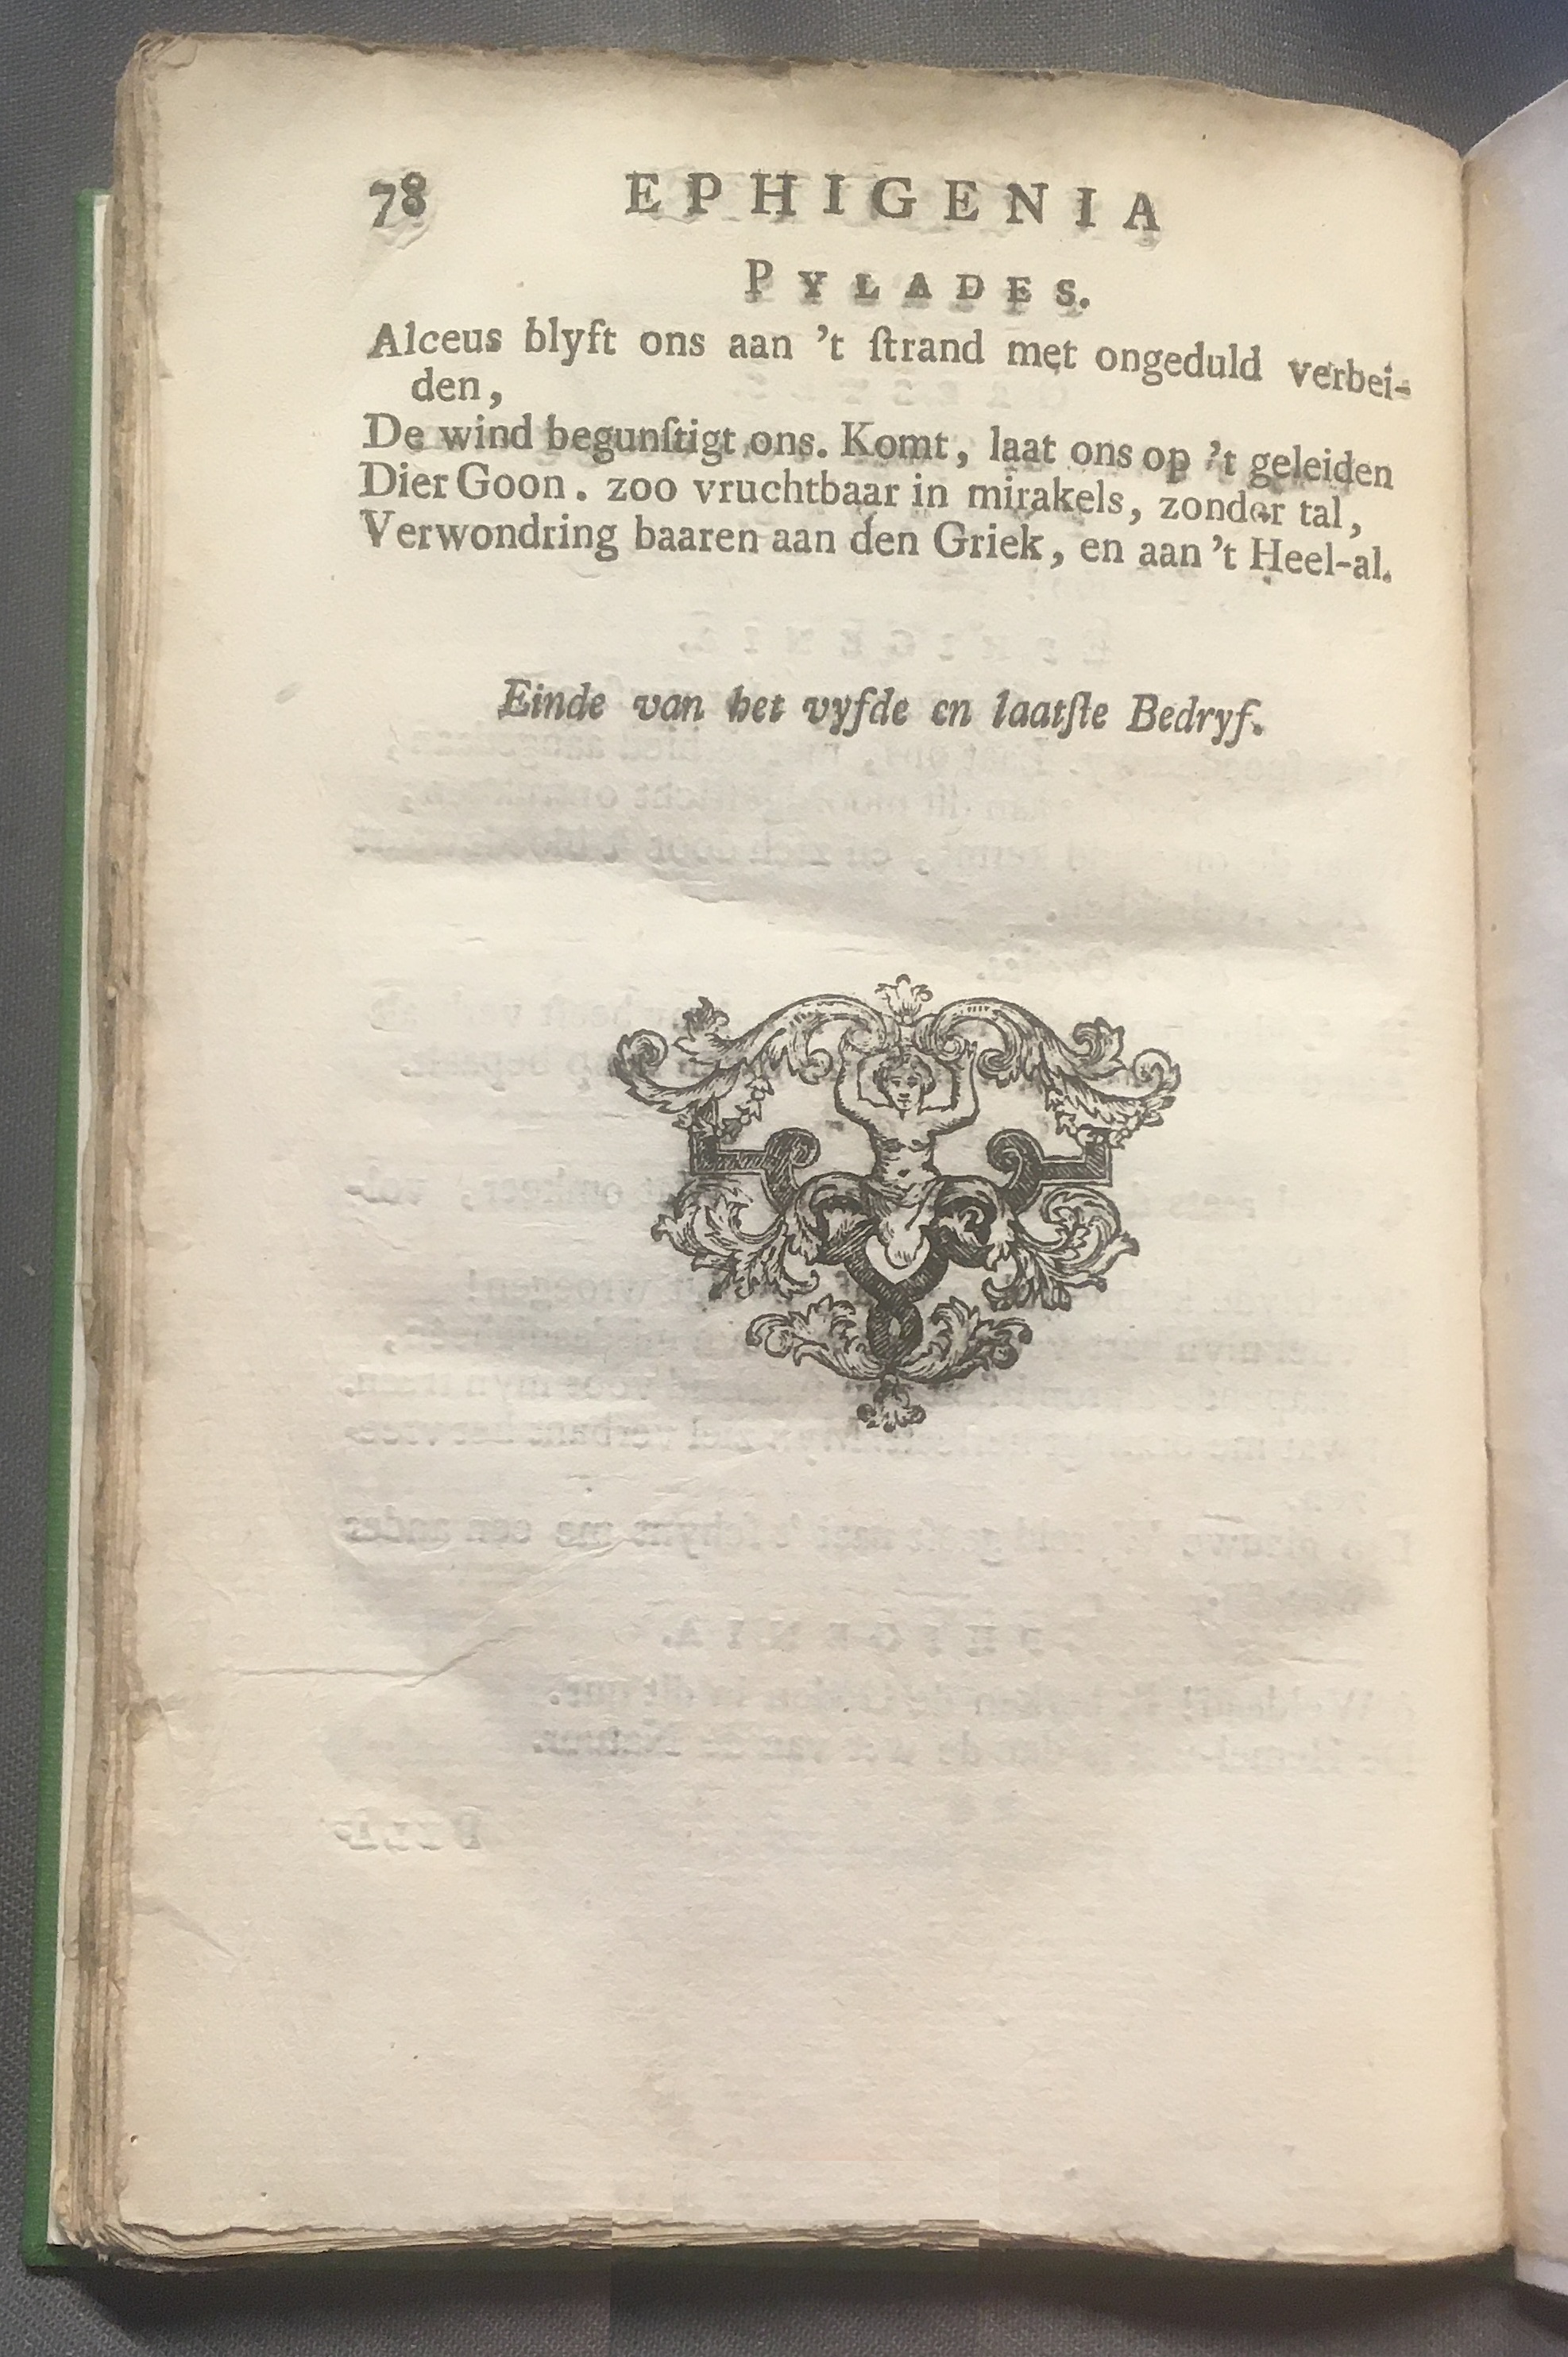 78 EPHIGENIA
PYLADES.
Alceus blyft ons aan 't ſtrand met ongeduld verbei-
den,
De wind begunſtigt ons. Komt, laat ons op 't geleiden
Dier Goon. zoo vruchtbaar in mirakels, zonder tal,
Verwondring baaren aan den Griek, en aan 't Heel-al.
Einde van het vyfde en laatſte Bedryf.